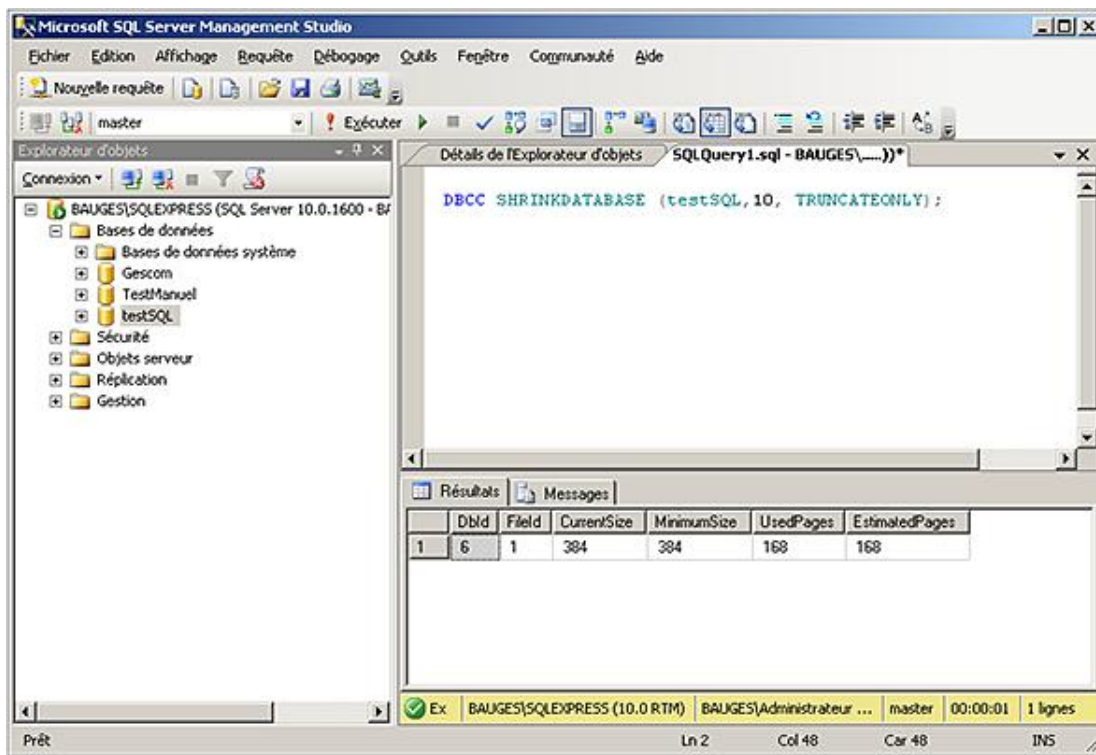 Microsoft SQL Server Management Studio
Fichier Edition Affichage Requête Débogage Outils Fenêtre Communauté Aide
Nouvelle requête
master Exécuter
Explorateur d'objets
Détails de l'Explorateur d'objets SQLQuery1.sql - BAUGES\.....))*
Connexion
DBCC SHRINKDATABASE (testSQL,10, TRUNCATEONLY);
BAUGES\SQLEXPRESS (SQL Server 10.0.1600 - BA
Bases de données
Bases de données système
Gescom
TestManuel
testSQL
Sécurité
Objets serveur
Réplication
Gestion
Résultats Messages
DbId FileId CurrentSize MinimumSize UsedPages EstimatedPages
1 6 1 384 384 168 168
Ex BAUGES\SQLEXPRESS (10.0 RTM) BAUGES\Administrateur ... master 00:00:01 1 lignes
Prêt Ln 2 Col 48 Car 48 INS